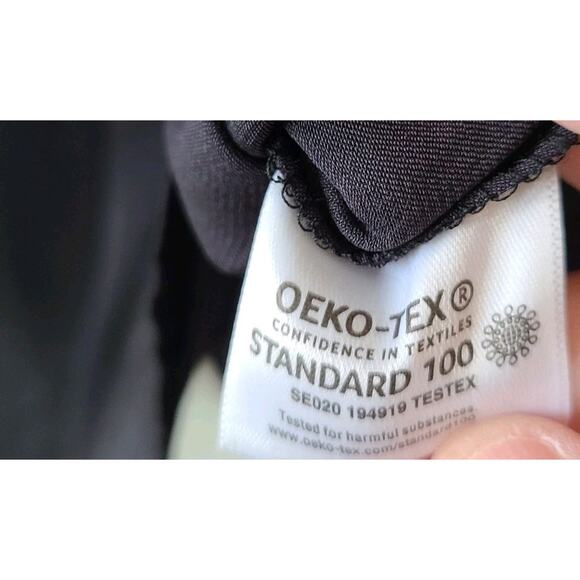 OEKO-TEX®
CONFIDENCE IN TEXTILES
STANDARD 100
SE020 194919 TESTEX
Tested for harmful substances.
www.oeko-tex.com/standard100